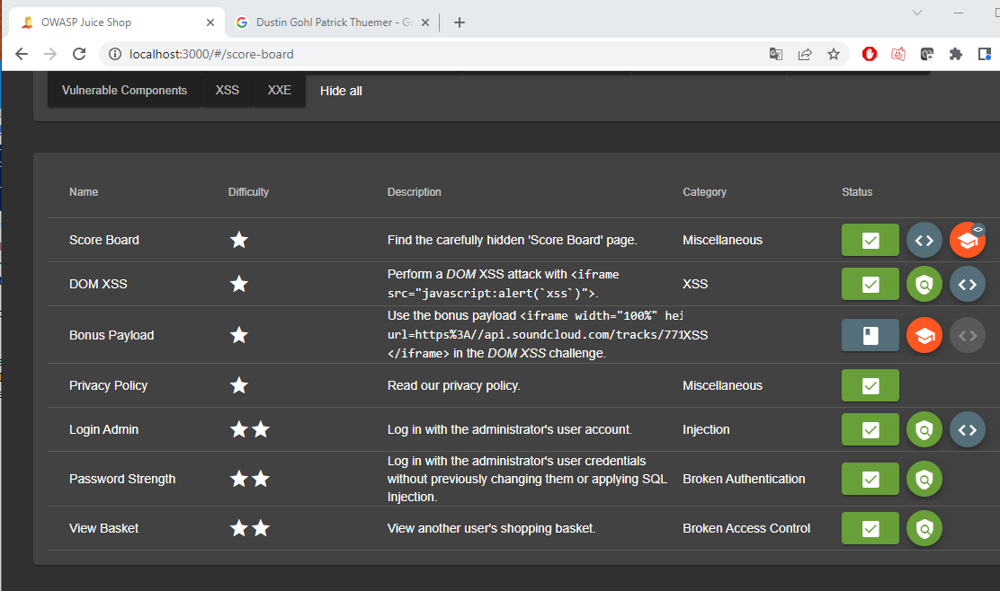 OWASP Juice Shop
Dustin Gohl Patrick Thuemer - Go
localhost:3000/#/score-board
Vulnerable Components XSS XXE Hide all
Name Difficulty Description Category Status
Score Board Find the carefully hidden 'Score Board' page. Miscellaneous
DOM XSS Perform a DOM XSS attack with <iframe
src="javascript:alert(`xss`)">. XSS
Bonus Payload Use the bonus payload <iframe width="100%" hei
url=https%3A//api.soundcloud.com/tracks/771 XSS
</iframe> in the DOM XSS challenge.
Privacy Policy Read our privacy policy. Miscellaneous
Login Admin Log in with the administrator's user account. Injection
Password Strength Log in with the administrator's user credentials
without previously changing them or applying SQL Broken Authentication
Injection.
View Basket View another user's shopping basket. Broken Access Control